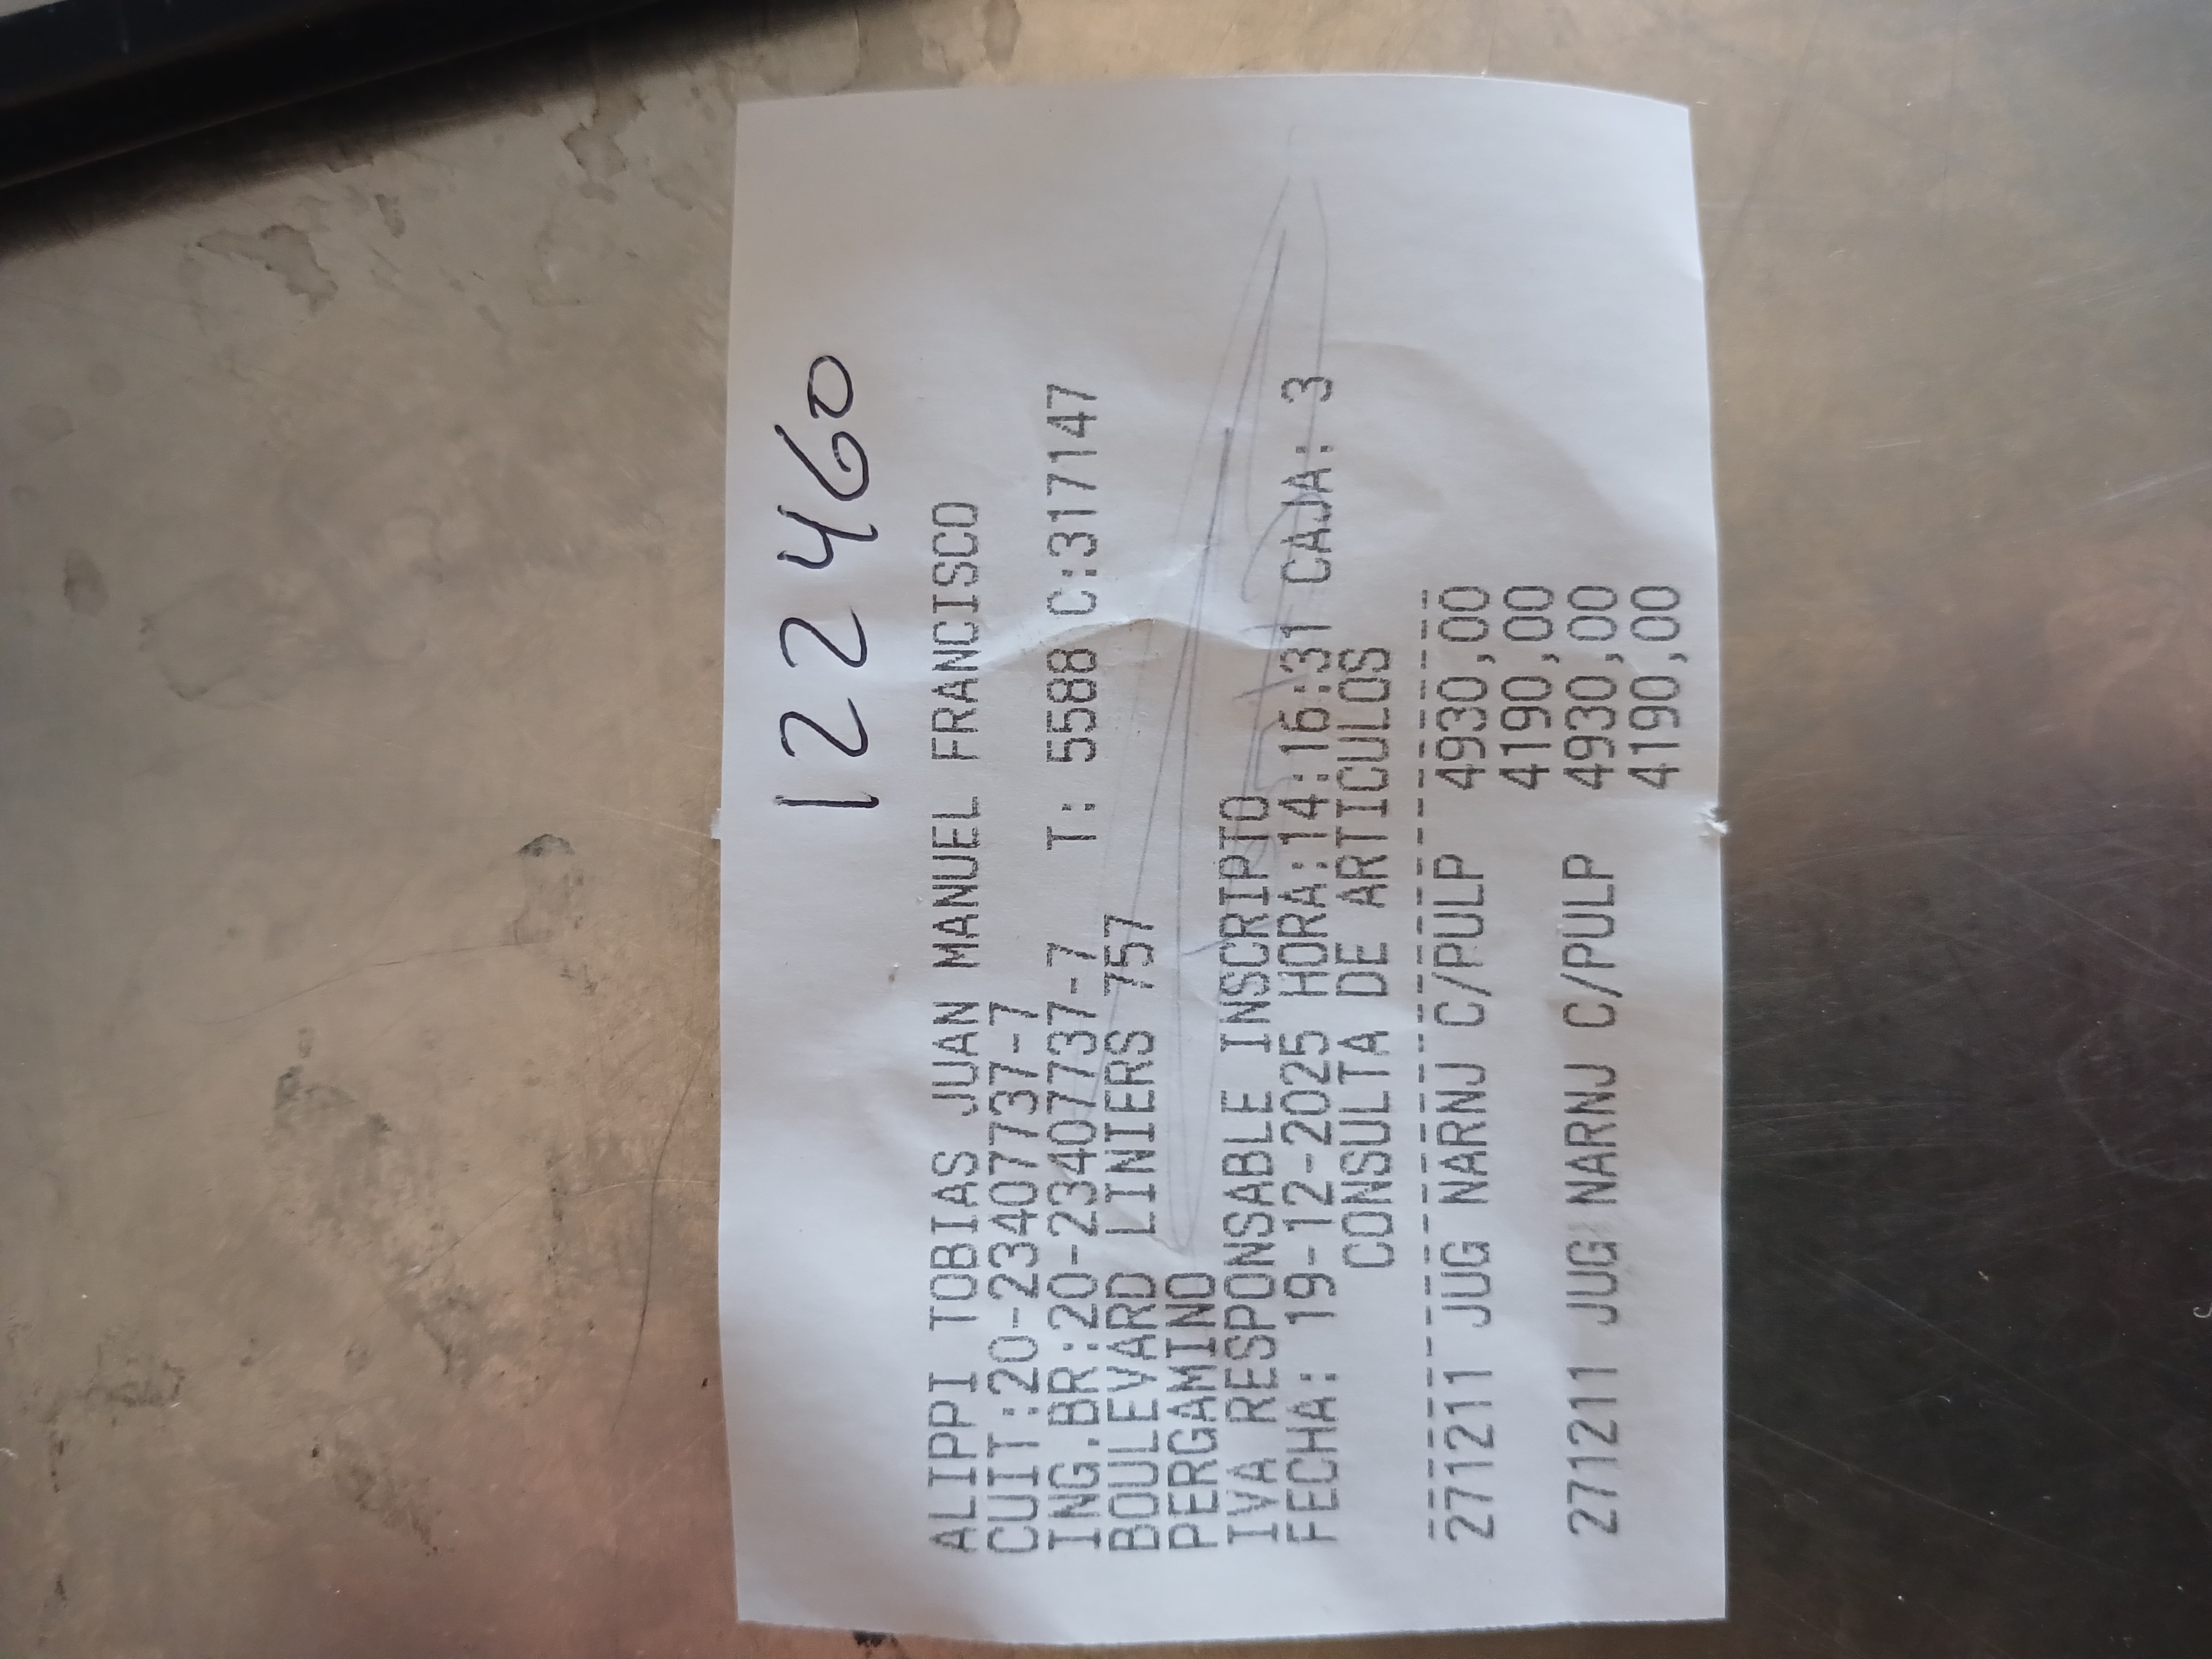 12460
ALIPPI TOBIAS JUAN MANUEL FRANCISCO
CUIT:20-23407737-7
ING.BR:20-23407737-7 T: 5588 C:317147
BOULEVARD LINIERS 757
PERGAMINO
IVA RESPONSABLE INSCRIPTO
FECHA: 19-12-2025 HORA:14:16:31 CAJA: 3
CONSULTA DE ARTICULOS
271211 JUG NARNJ C/PULP 4930,00
4190,00
271211 JUG NARNJ C/PULP 4930,00
4190,00